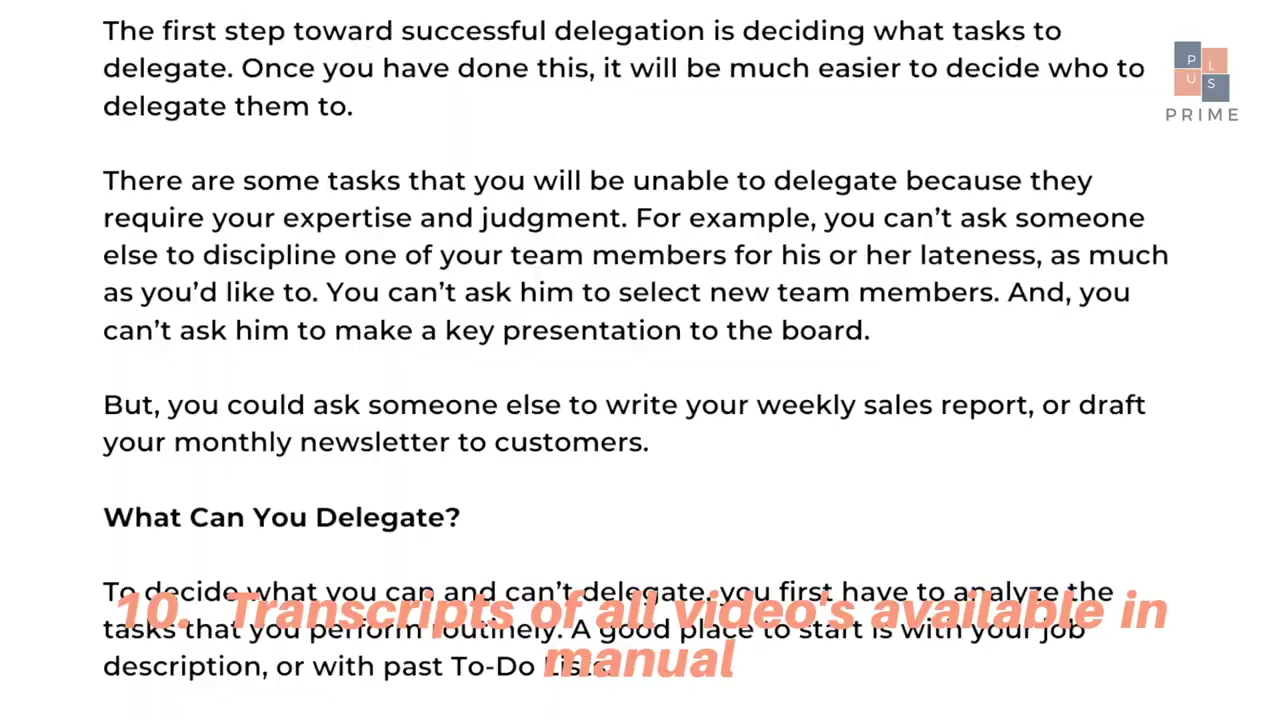 The first step toward successful delegation is deciding what tasks to
delegate. Once you have done this, it will be much easier to decide who to
delegate them to.
P L
U S
PRIME
There are some tasks that you will be unable to delegate because they
require your expertise and judgment. For example, you can’t ask someone
else to discipline one of your team members for his or her lateness, as much
as you’d like to. You can’t ask him to select new team members. And, you
can’t ask him to make a key presentation to the board.
But, you could ask someone else to write your weekly sales report, or draft
your monthly newsletter to customers.
What Can You Delegate?
To decide what you can and can’t delegate, you first have to analyze the
tasks that you perform routinely. A good place to start is with your job
description, or with past To-Do
10. Transcripts of all video's available in
manual